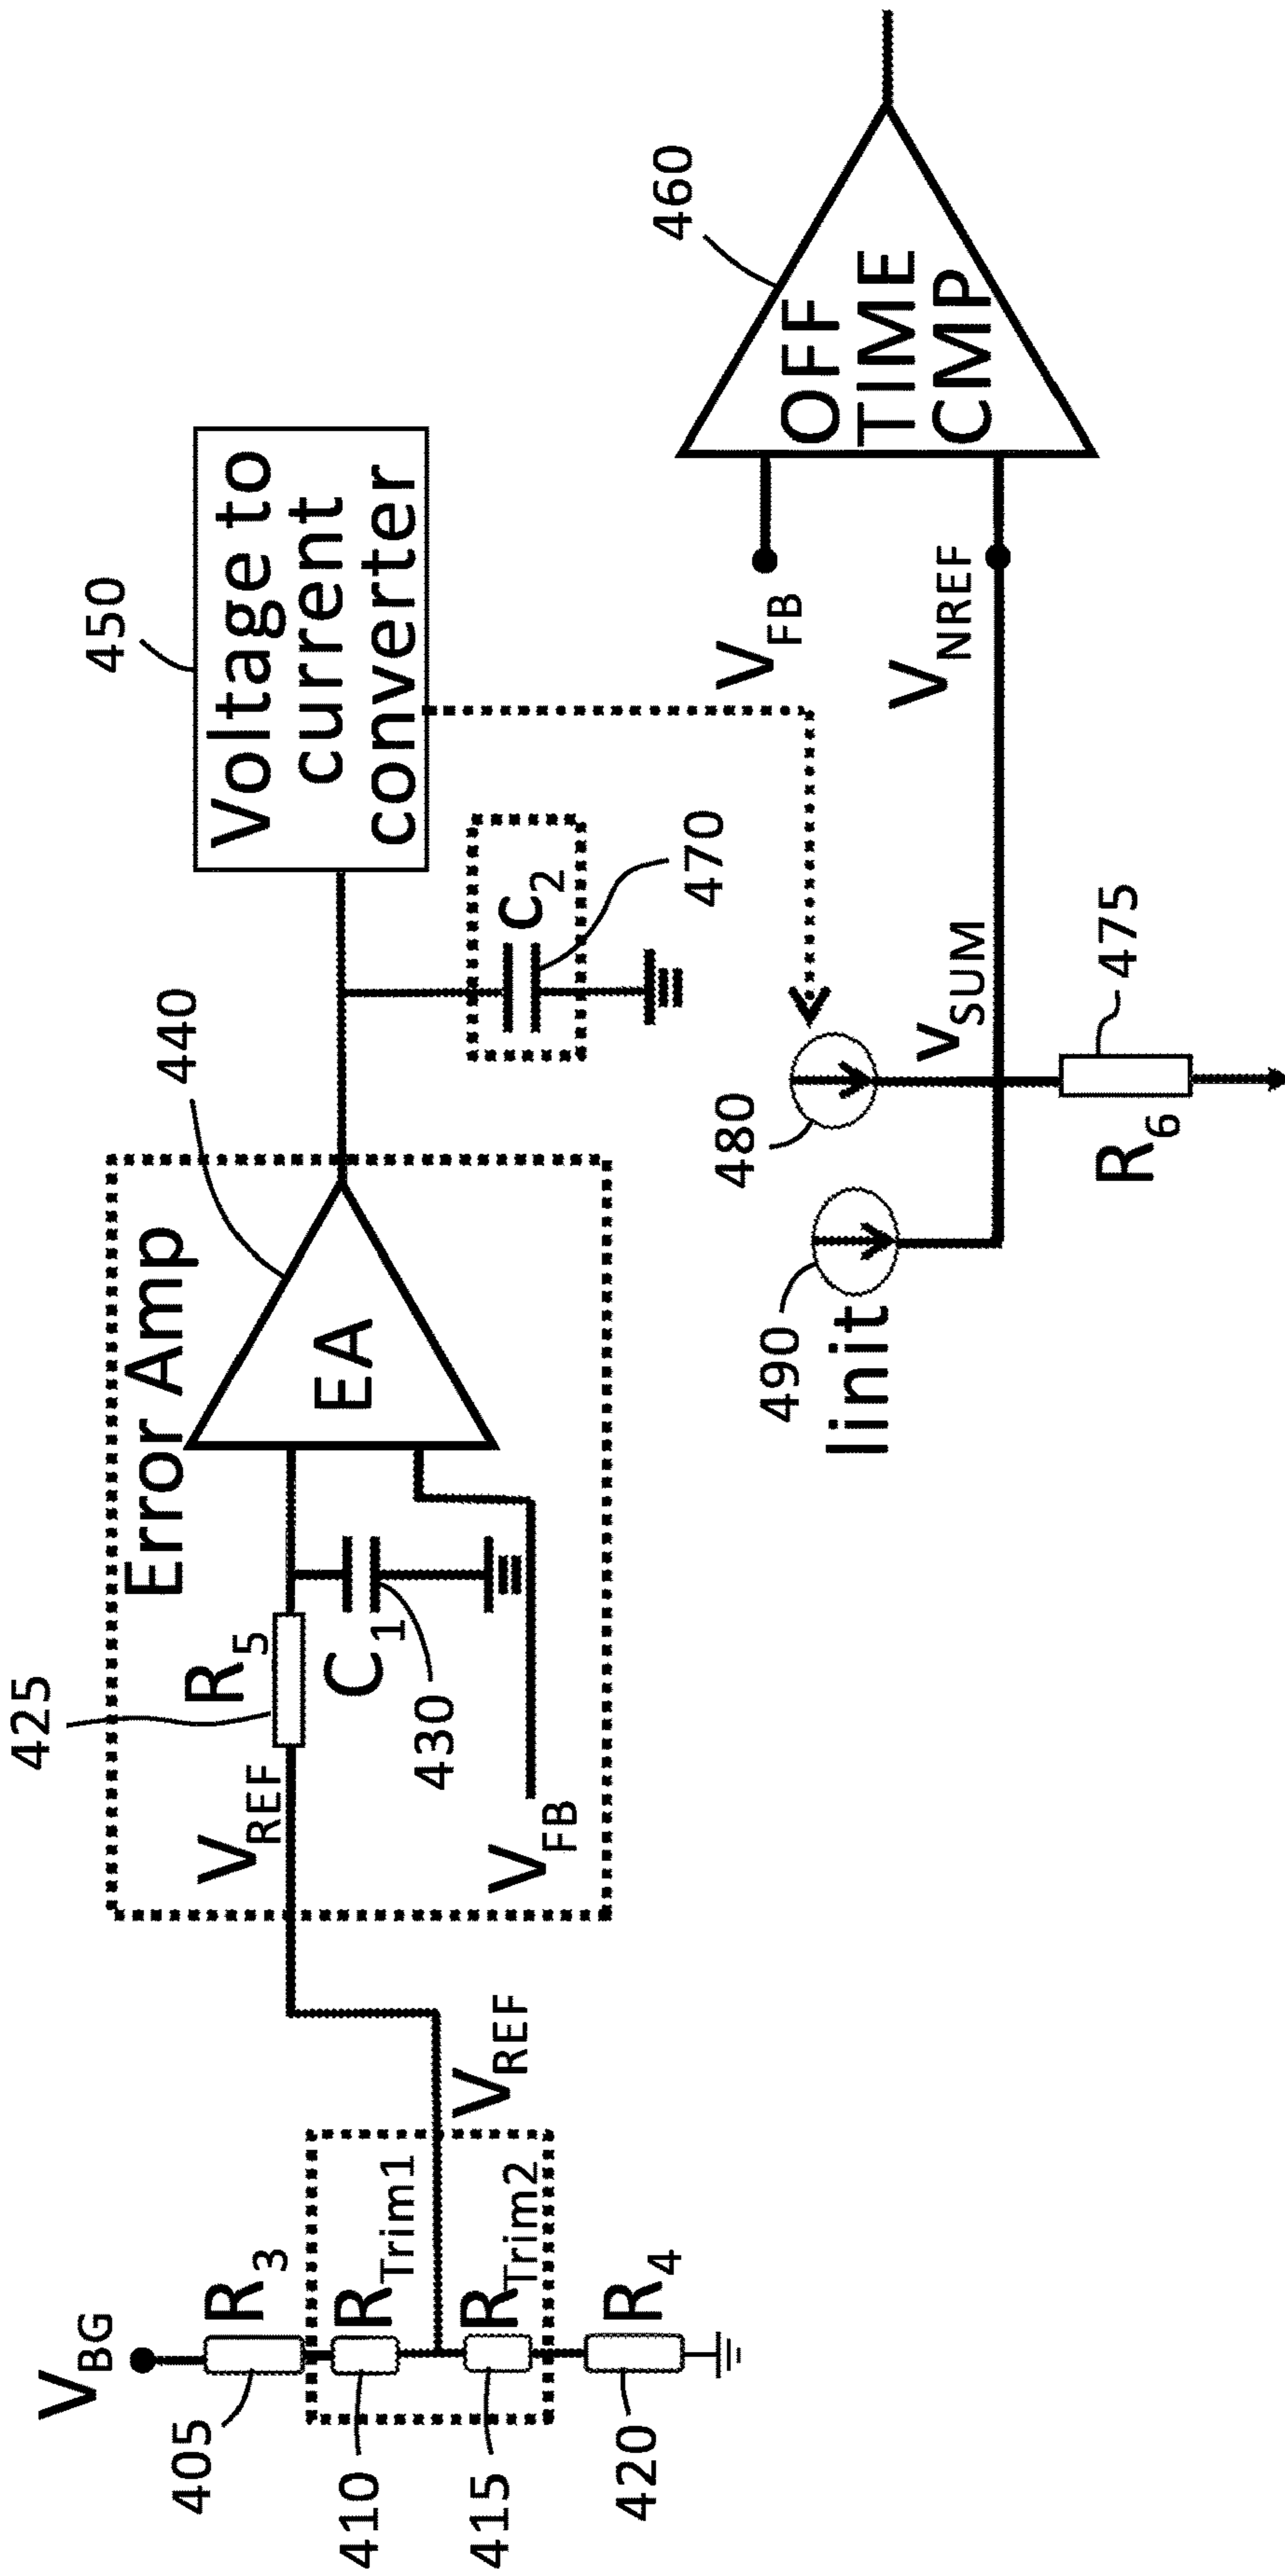 V_BG
405
R_3
410
R_Trim1
415
R_Trim2
420
R_4
V_REF
Error Amp
V_REF
425
R_5
C_1
430
V_FB
EA
440
C_2
470
450
Voltage to
current
converter
490
Iinit
480
V_SUM
R_6
475
V_FB
V_NREF
460
OFF
TIME
CMP